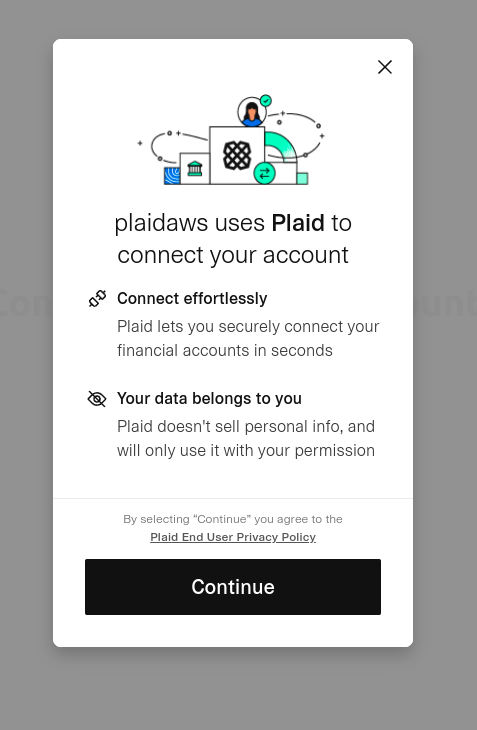 plaidaws uses Plaid to
connect your account
Connect effortlessly
Plaid lets you securely connect your
financial accounts in seconds
Your data belongs to you
Plaid doesn't sell personal info, and
will only use it with your permission
By selecting “Continue” you agree to the
Plaid End User Privacy Policy
Continue